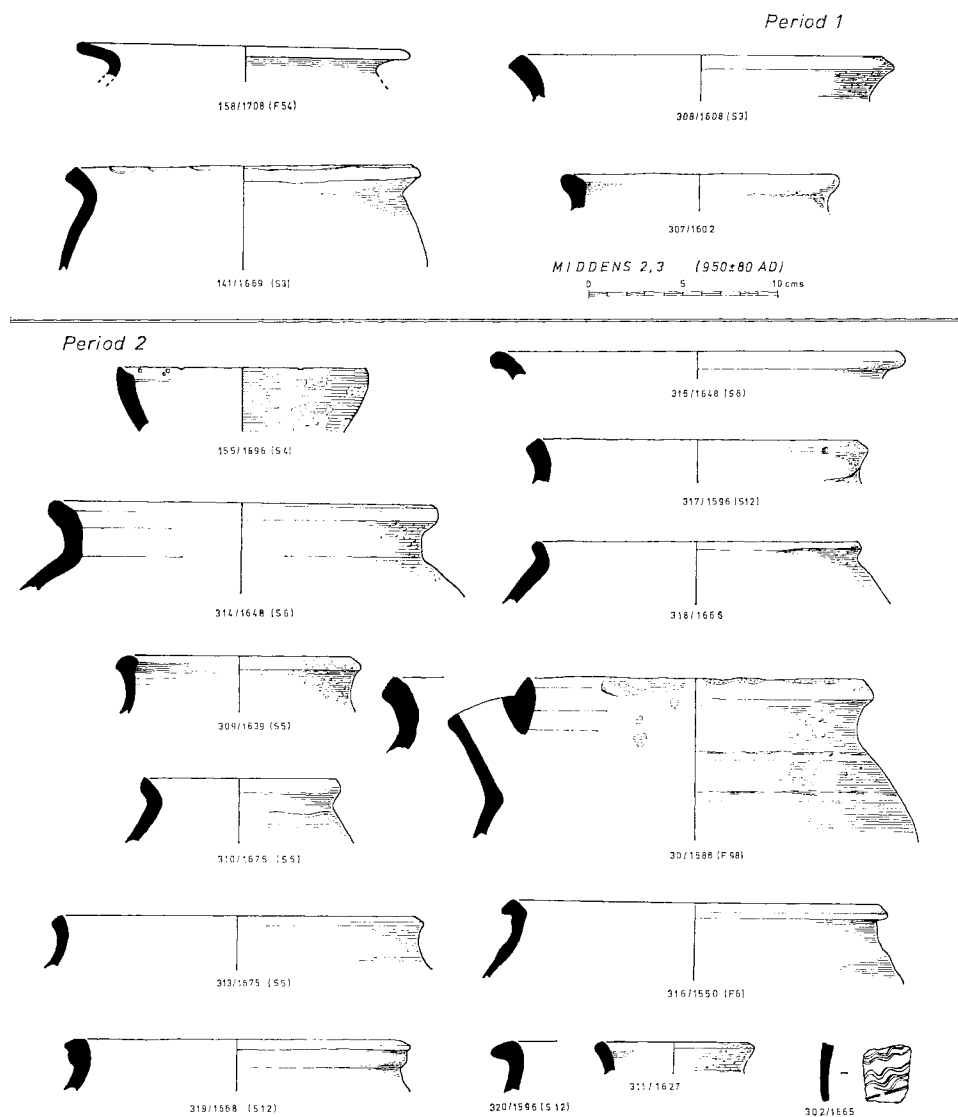 Period 1
158/1708 (F54)
308/1608 (S3)
141/1669 (S3)
307/1602
MIDDENS 2,3 (950±80 AD)
0 5 10 cms
Period 2
155/1696 (S4)
315/1648 (S6)
317/1596 (S12)
314/1648 (S6)
318/1665
309/1639 (S5)
310/1675 (S5)
30/1588 (F98)
313/1675 (S5)
316/1550 (F6)
319/1568 (S12)
320/1596 (S12)
311/1627
302/1665